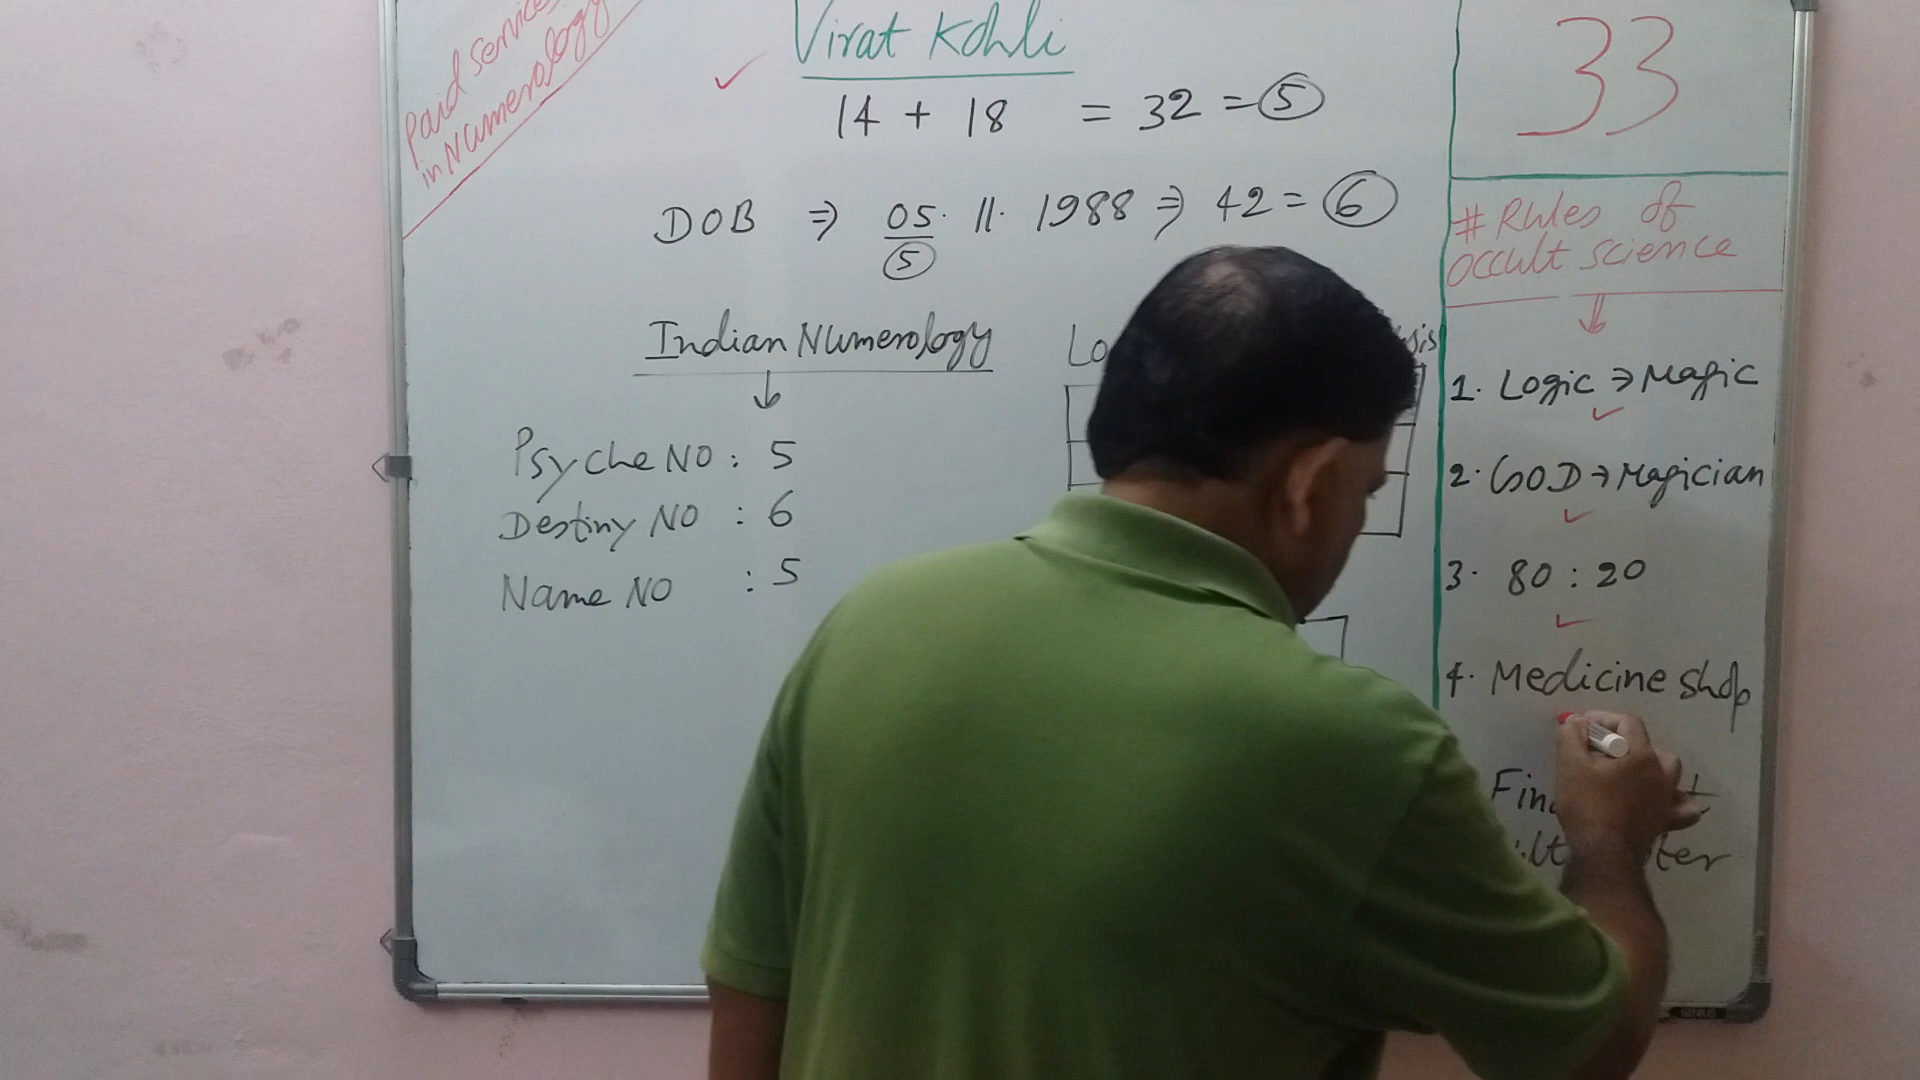 Paid services
in Numerology
Virat Kohli
14 + 18 = 32 = 5
DOB ⇒ 05. 11. 1988 ⇒ 42 = 6
5
Indian Numerology
Psyche NO : 5
Destiny NO : 6
Name NO : 5
33
# Rules of
occult science
1. Logic ⇒ Magic
2. GOD → Magician
3. 80 : 20
4. Medicine shop